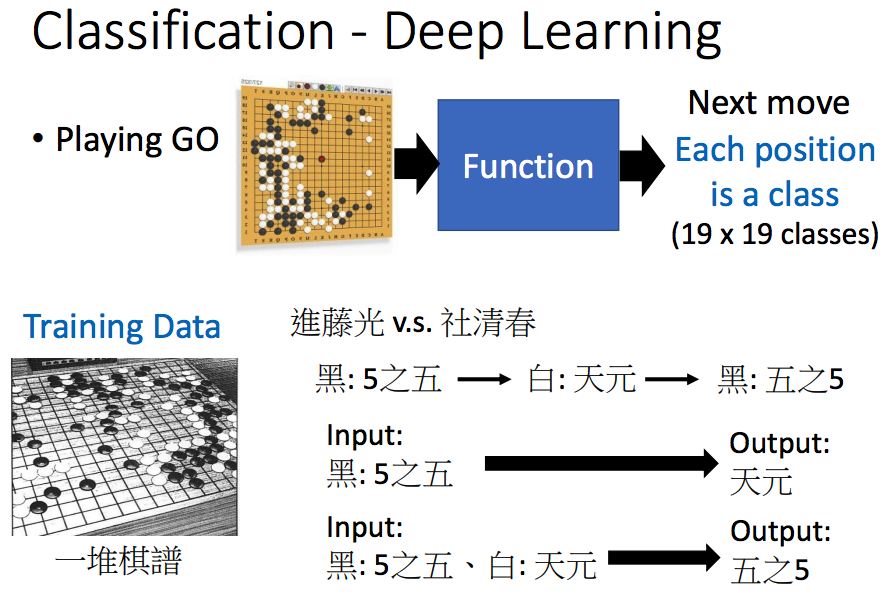 Classification - Deep Learning
• Playing GO
Function
Next move
Each position
is a class
(19 x 19 classes)
Training Data
一堆棋譜
進藤光 v.s. 社清春
黑: 5之五
白: 天元
黑: 五之5
Input:
黑: 5之五
Output:
天元
Input:
黑: 5之五、白: 天元
Output:
五之5